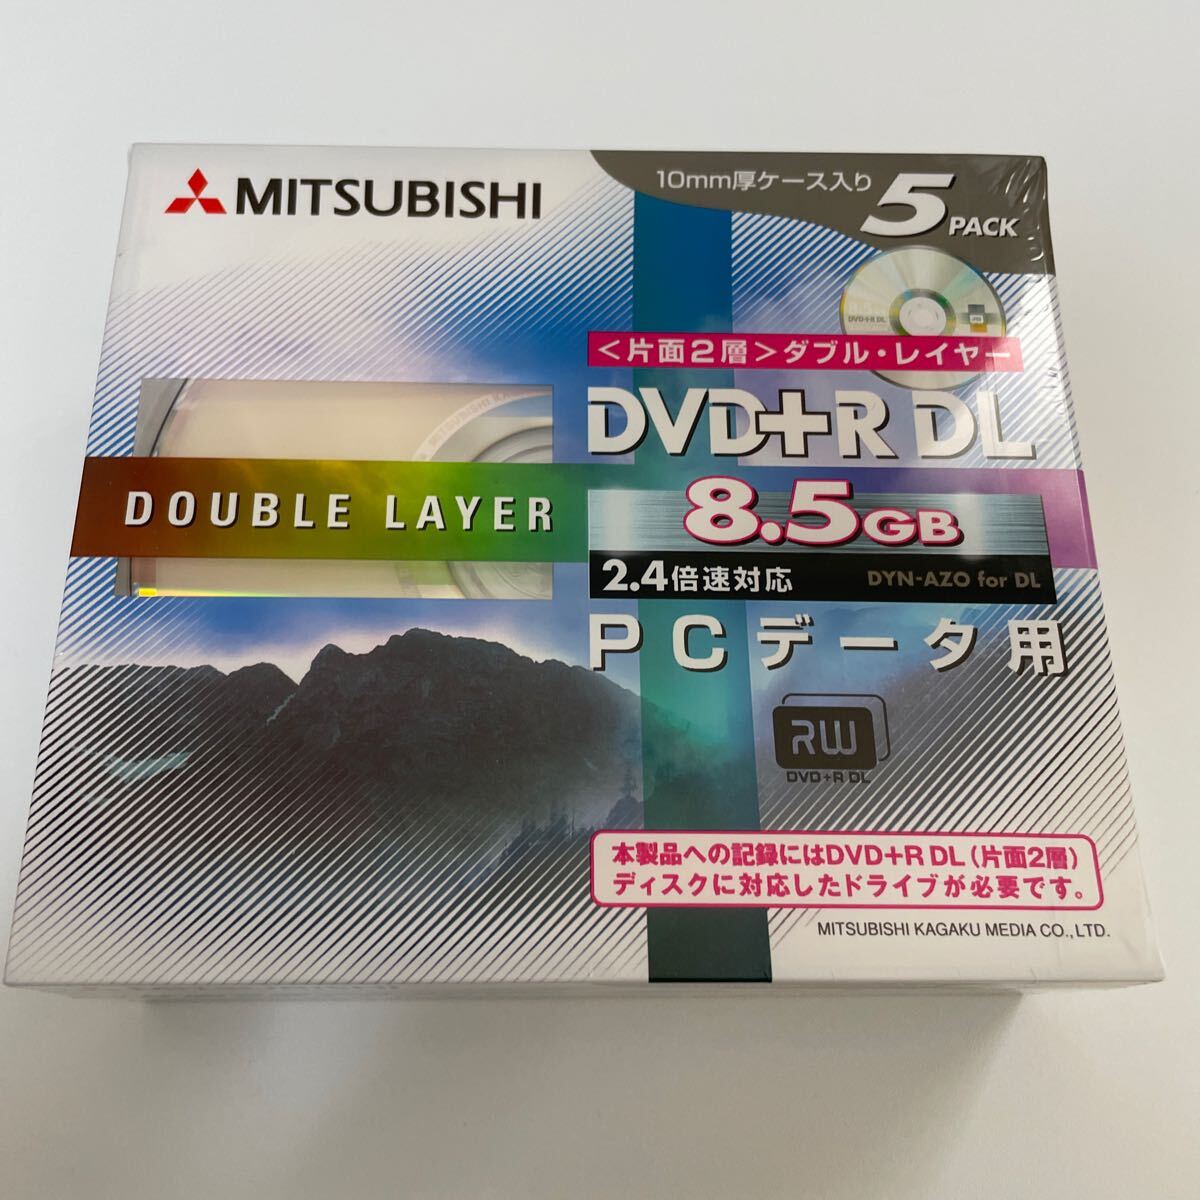 MITSUBISHI
10mm厚ケース入り
5 PACK
DVD+R DL
<片面2層>ダブル・レイヤー
DVD+R DL
MITSUBISHI
DOUBLE LAYER
8.5GB
2.4倍速対応
DYN-AZO for DL
PCデータ用
RW
DVD+R DL
本製品への記録にはDVD+R DL(片面2層)
ディスクに対応したドライブが必要です。
MITSUBISHI KAGAKU MEDIA CO.,LTD.